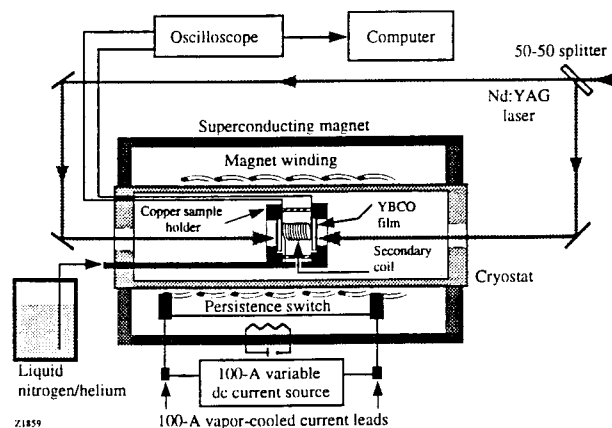 Oscilloscope
Computer
50-50 splitter
Nd:YAG
laser
Superconducting magnet
Magnet winding
Copper sample
holder
YBCO
film
Secondary
coil
Cryostat
Persistence switch
Liquid
nitrogen/helium
100-A variable
dc current source
100-A vapor-cooled current leads
Z1859